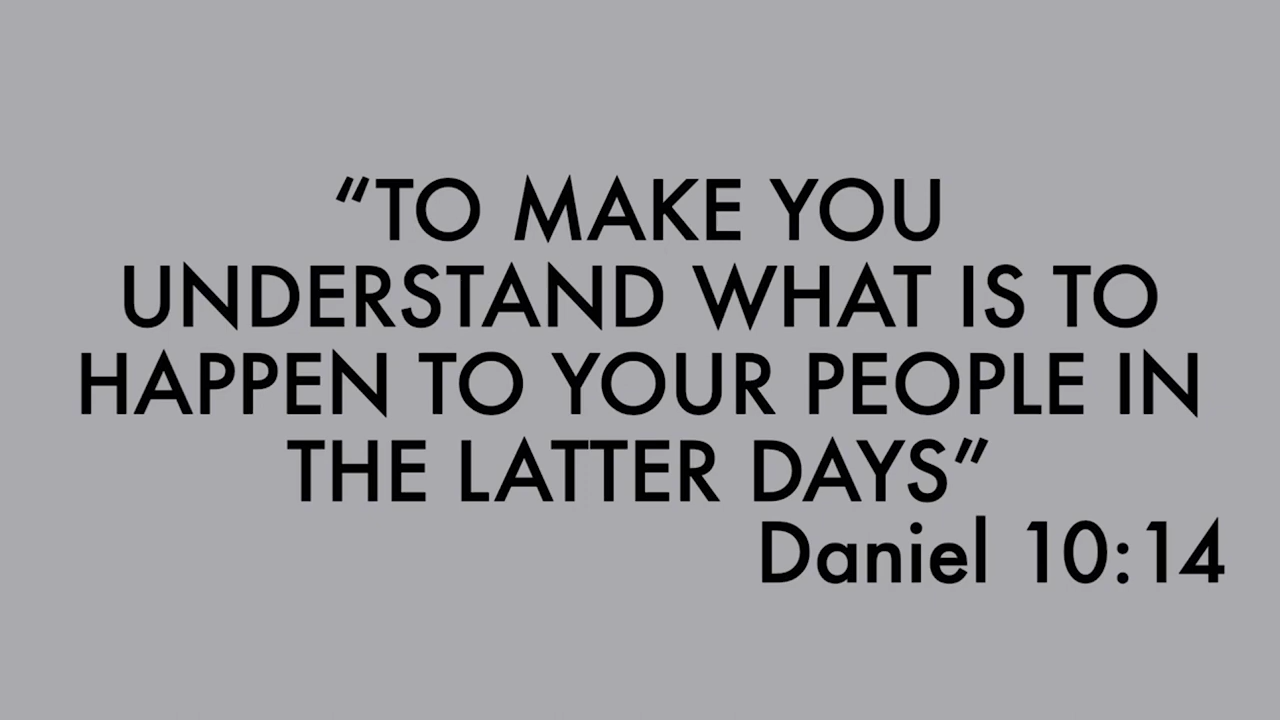 “TO MAKE YOU
UNDERSTAND WHAT IS TO
HAPPEN TO YOUR PEOPLE IN
THE LATTER DAYS”
Daniel 10:14